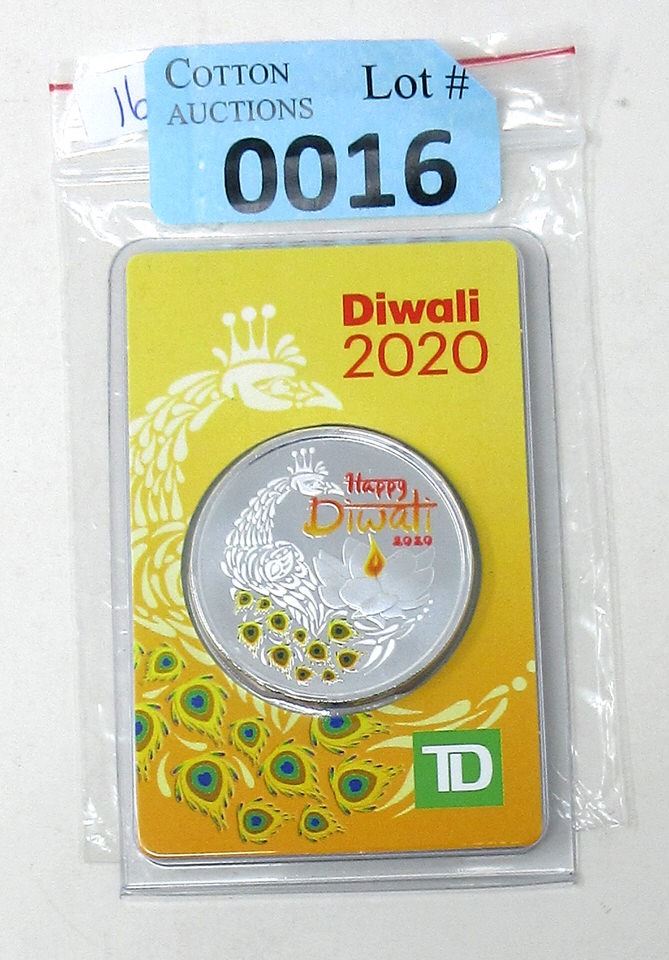 16
COTTON
AUCTIONS
Lot #
0016
Diwali
2020
Happy
Diwali
2020
TD